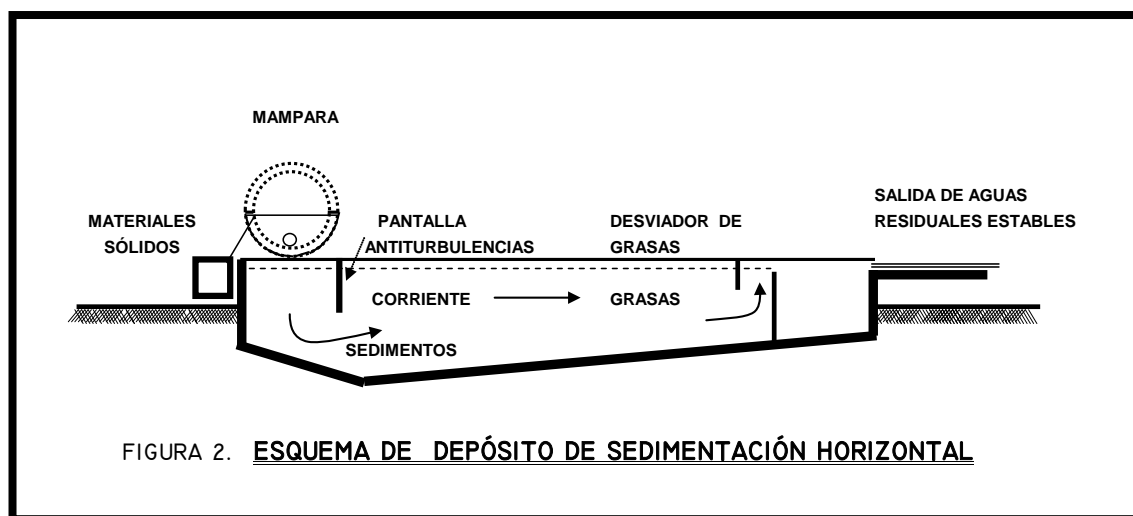 MAMPARA
MATERIALES
SÓLIDOS
PANTALLA
ANTITURBULENCIAS
DESVIADOR DE
GRASAS
SALIDA DE AGUAS
RESIDUALES ESTABLES
CORRIENTE
GRASAS
SEDIMENTOS
FIGURA 2. ESQUEMA DE DEPÓSITO DE SEDIMENTACIÓN HORIZONTAL